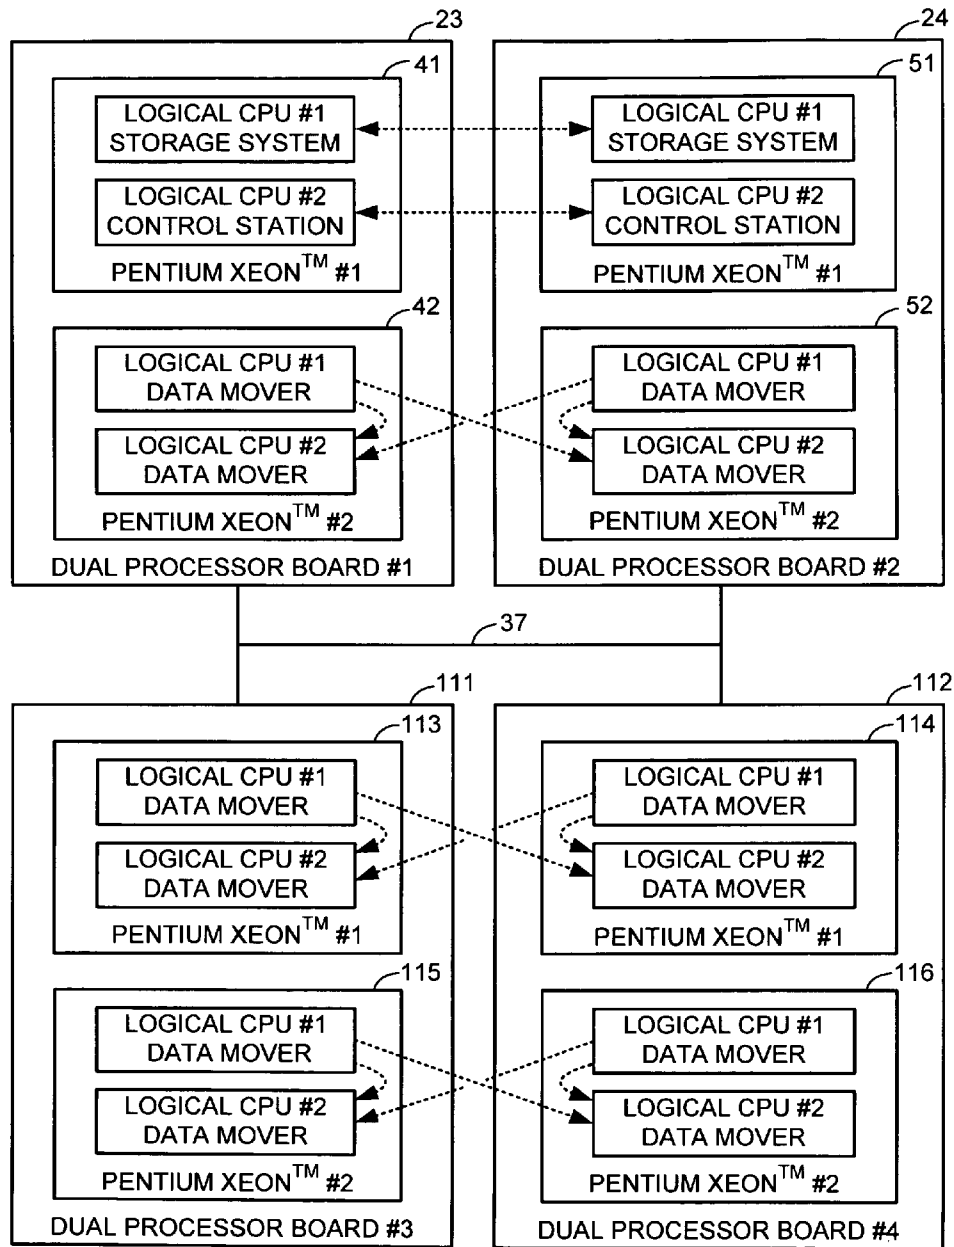 23
41
LOGICAL CPU #1
STORAGE SYSTEM
LOGICAL CPU #2
CONTROL STATION
PENTIUM XEON™ #1
42
LOGICAL CPU #1
DATA MOVER
LOGICAL CPU #2
DATA MOVER
PENTIUM XEON™ #2
DUAL PROCESSOR BOARD #1
24
51
LOGICAL CPU #1
STORAGE SYSTEM
LOGICAL CPU #2
CONTROL STATION
PENTIUM XEON™ #1
52
LOGICAL CPU #1
DATA MOVER
LOGICAL CPU #2
DATA MOVER
PENTIUM XEON™ #2
DUAL PROCESSOR BOARD #2
37
111
113
LOGICAL CPU #1
DATA MOVER
LOGICAL CPU #2
DATA MOVER
PENTIUM XEON™ #1
115
LOGICAL CPU #1
DATA MOVER
LOGICAL CPU #2
DATA MOVER
PENTIUM XEON™ #2
DUAL PROCESSOR BOARD #3
112
114
LOGICAL CPU #1
DATA MOVER
LOGICAL CPU #2
DATA MOVER
PENTIUM XEON™ #1
116
LOGICAL CPU #1
DATA MOVER
LOGICAL CPU #2
DATA MOVER
PENTIUM XEON™ #2
DUAL PROCESSOR BOARD #4